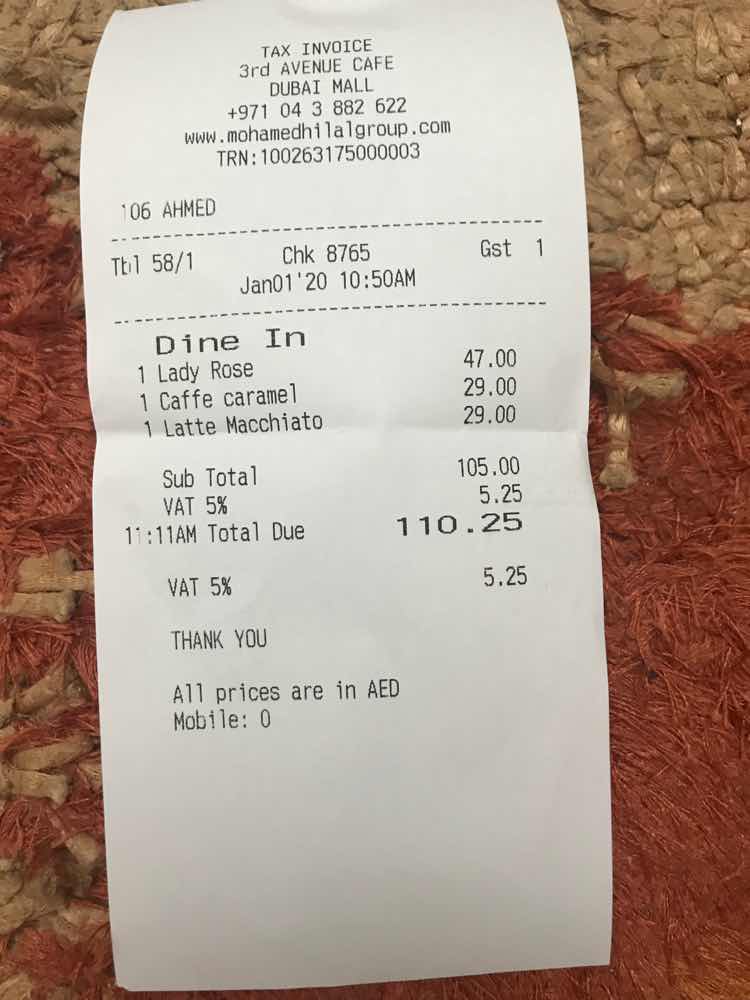 TAX INVOICE
3rd AVENUE CAFE
DUBAI MALL
+971 04 3 882 622
www.mohamedhilalgroup.com
TRN:100263175000003
106 AHMED
Tbl 58/1 Chk 8765 Gst 1
Jan01'20 10:50AM
Dine In
1 Lady Rose 47.00
1 Caffe caramel 29.00
1 Latte Macchiato 29.00
Sub Total 105.00
VAT 5% 5.25
11:11AM Total Due 110.25
VAT 5% 5.25
THANK YOU
All prices are in AED
Mobile: 0